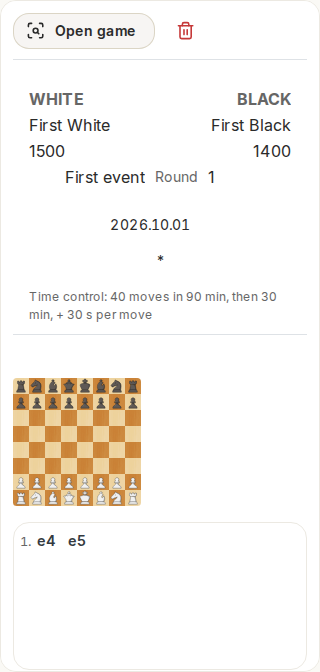 Open game
WHITE BLACK
First White First Black
1500 1400
First event Round 1
2026.10.01
*
Time control: 40 moves in 90 min, then 30
min, + 30 s per move
1. e4 e5